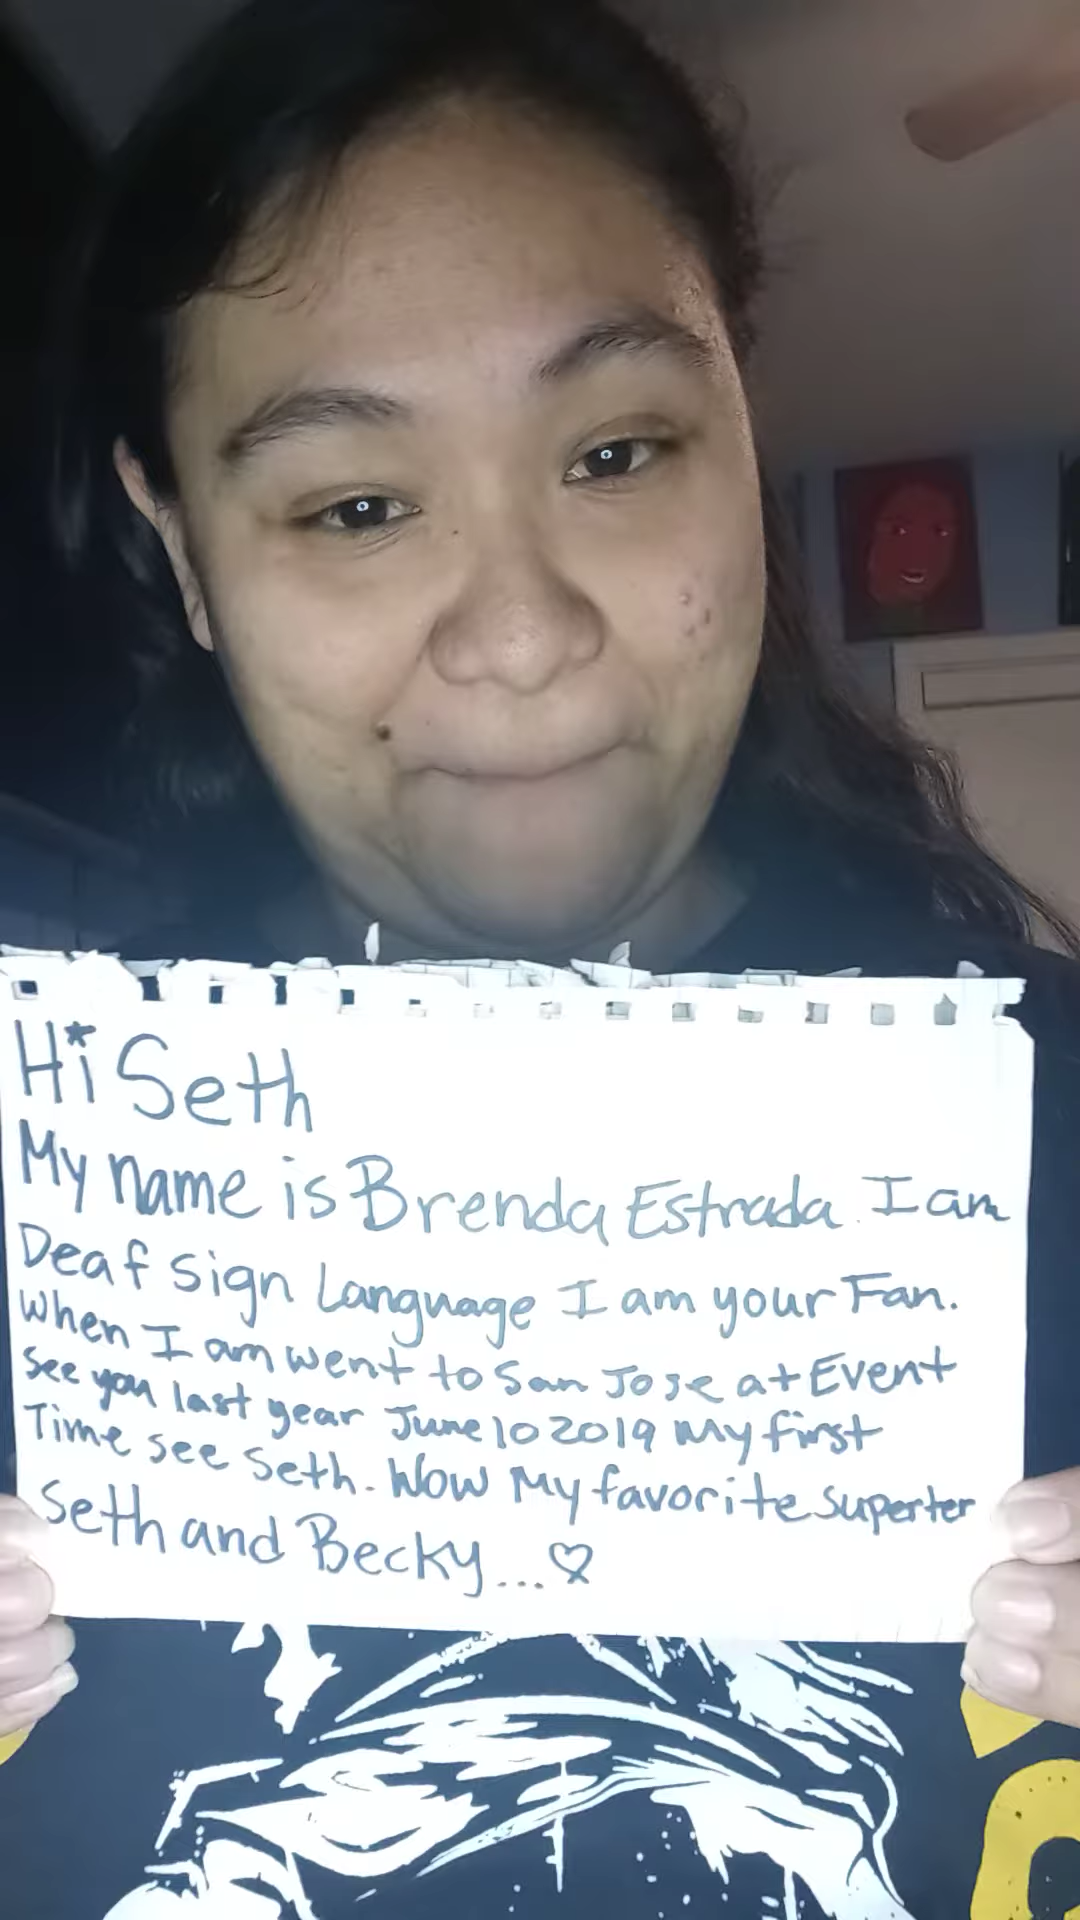 Hi Seth
My name is Brenda Estrada. I am
Deaf Sign Language I am your Fan.
When I am went to San Jose at Event
See you last year June 10 2019 My first
Time see Seth. Wow My favorite Superter
Seth and Becky... ♡